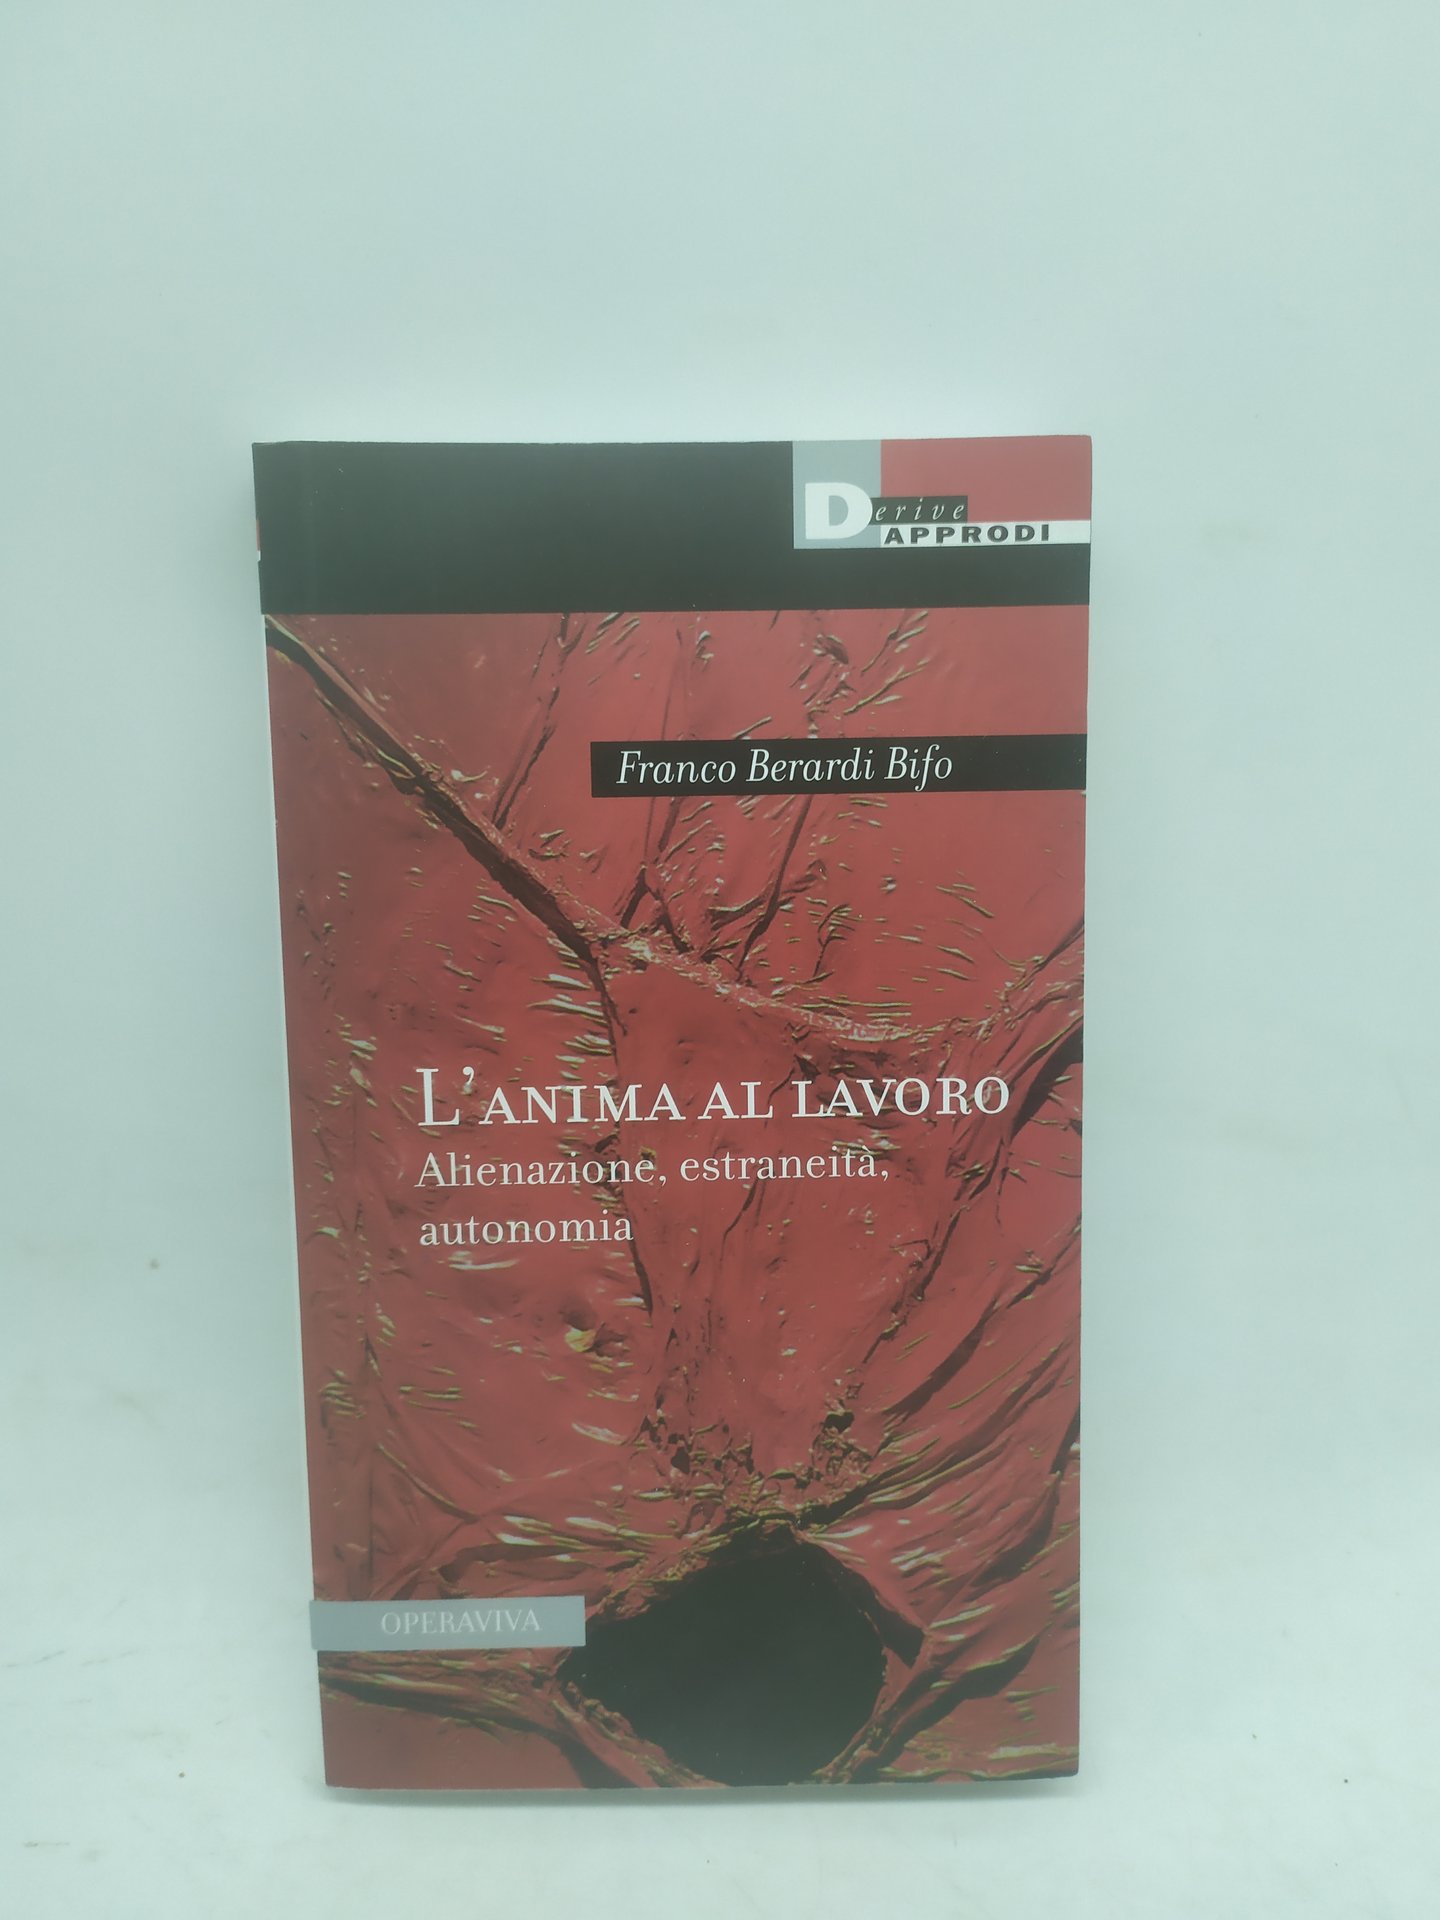 Derive
APPRODI
Franco Berardi Bifo
L'ANIMA AL LAVORO
Alienazione, estraneità,
autonomia
OPERAVIVA